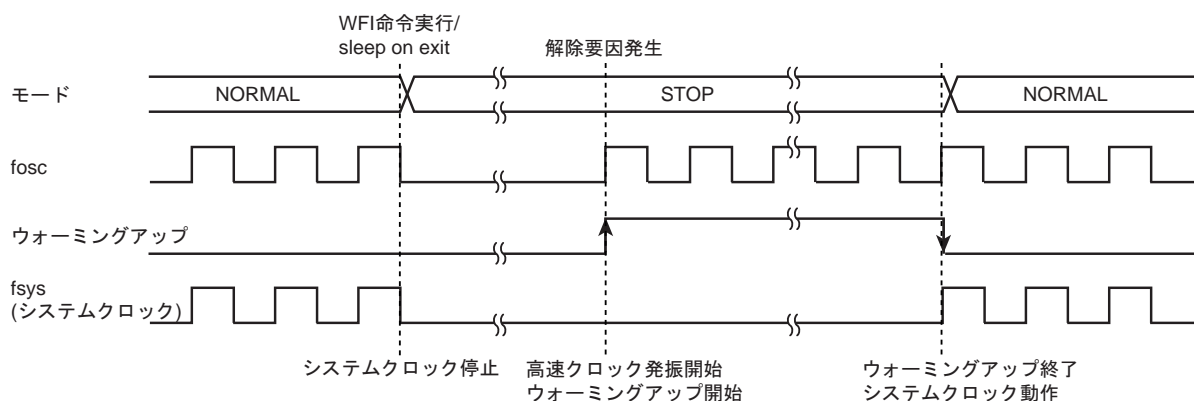 WFI命令実行/
sleep on exit
解除要因発生
モード
NORMAL
STOP
NORMAL
fosc
ウォーミングアップ
fsys
(システムクロック)
システムクロック停止
高速クロック発振開始
ウォーミングアップ開始
ウォーミングアップ終了
システムクロック動作